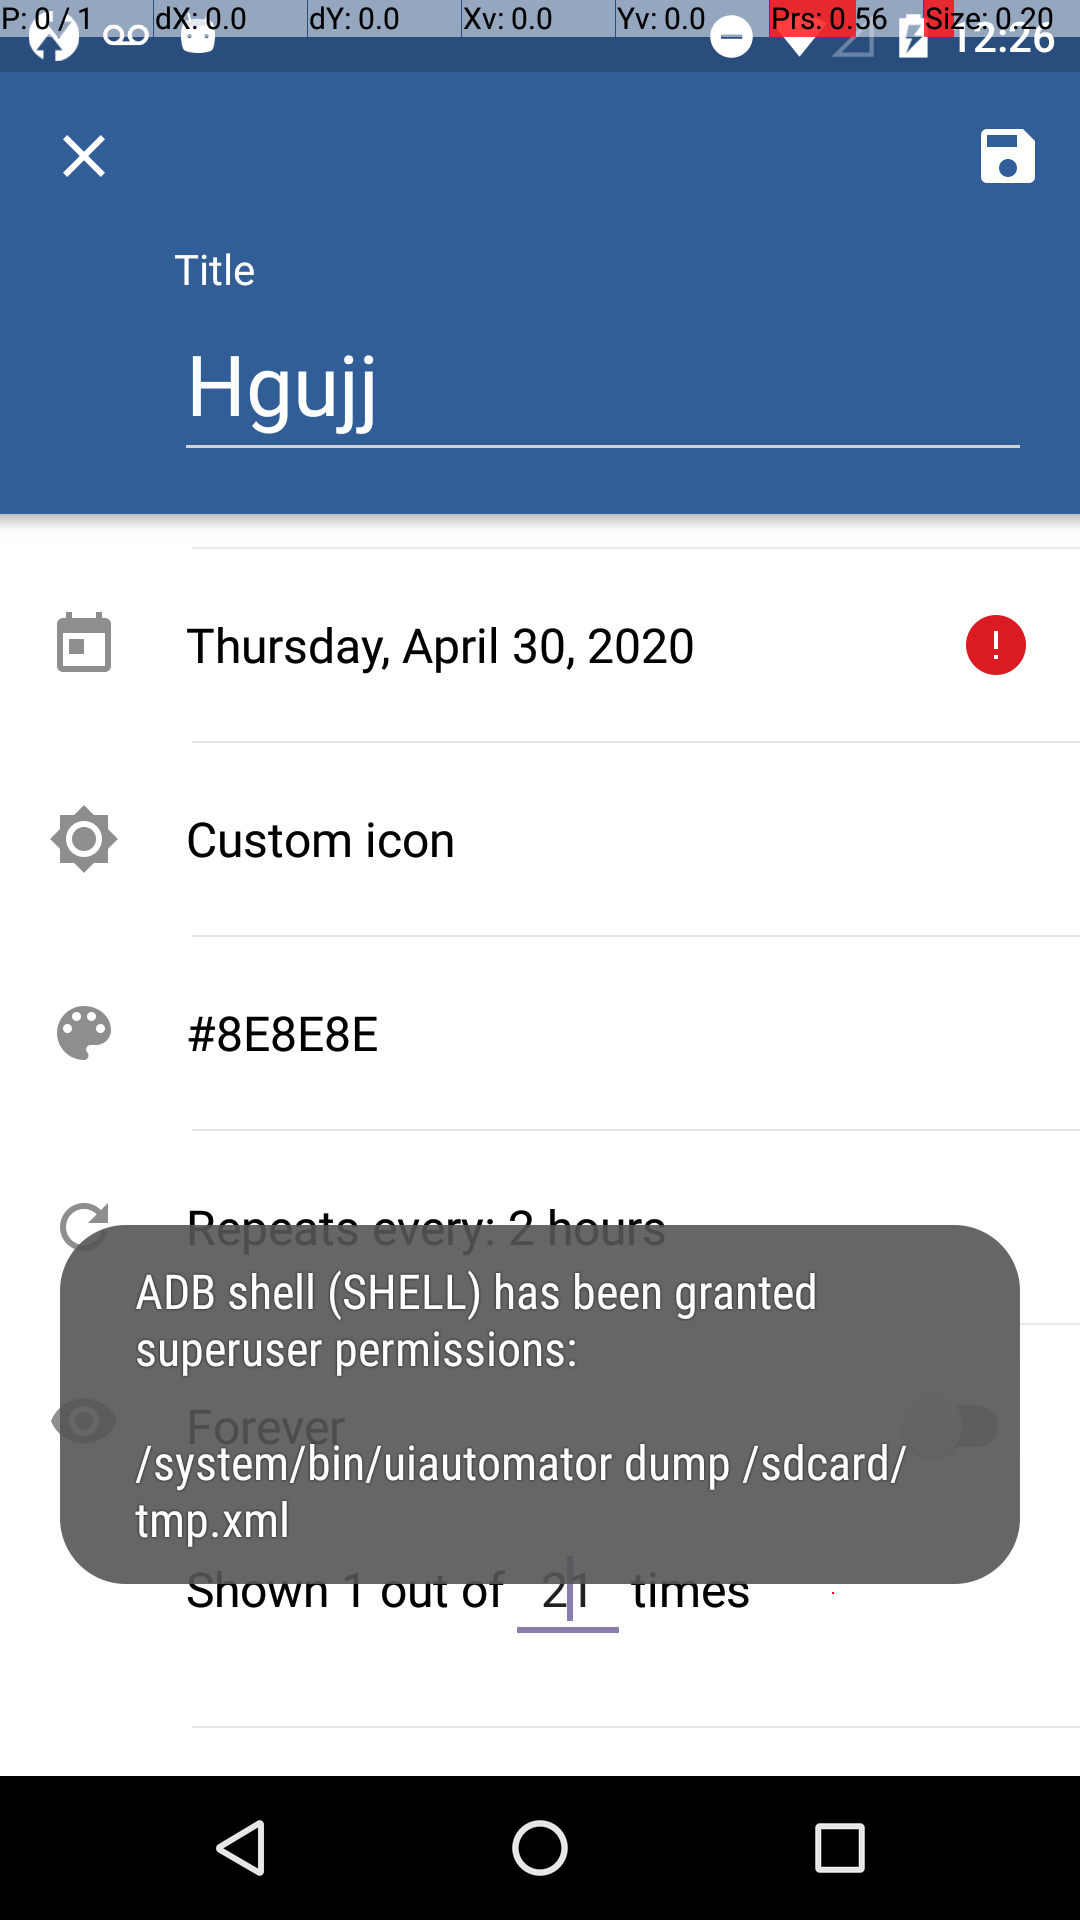 P: 0 / 1 dX: 0.0 dY: 0.0 Xv: 0.0 Yv: 0.0 Prs: 0.56 Size: 0.20
12:26
Title
Hgujj
Thursday, April 30, 2020
!
Custom icon
#8E8E8E
Repeats every: 2 hours
ADB shell (SHELL) has been granted
superuser permissions:
Forever
/system/bin/uiautomator dump /sdcard/
tmp.xml
Shown 1 out of 21 times